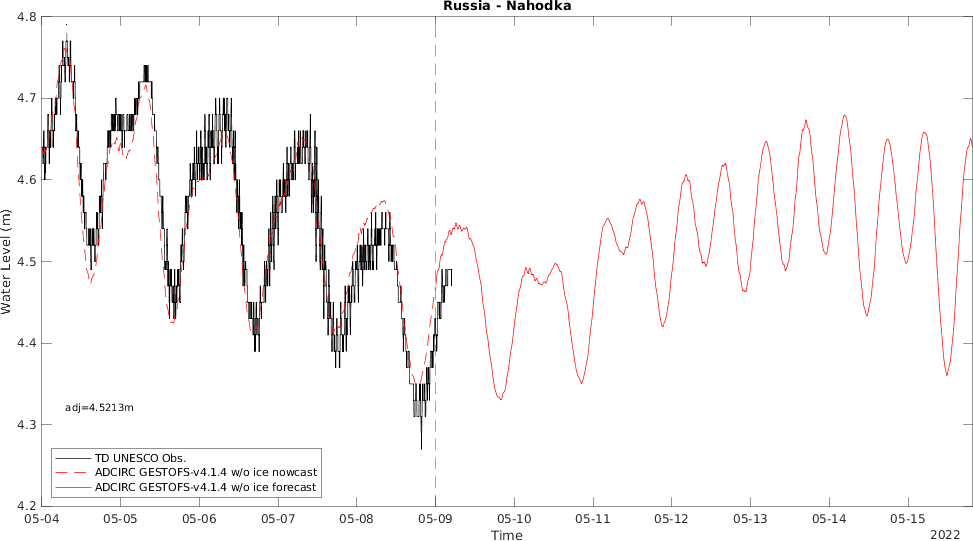 Russia - Nahodka
4.8
4.7
4.6
4.5
4.4
4.3
4.2
Water Level (m)
adj=4.5213m
TD UNESCO Obs.
ADCIRC GESTOFS-v4.1.4 w/o ice nowcast
ADCIRC GESTOFS-v4.1.4 w/o ice forecast
05-04 05-05 05-06 05-07 05-08 05-09 05-10 05-11 05-12 05-13 05-14 05-15
Time
2022